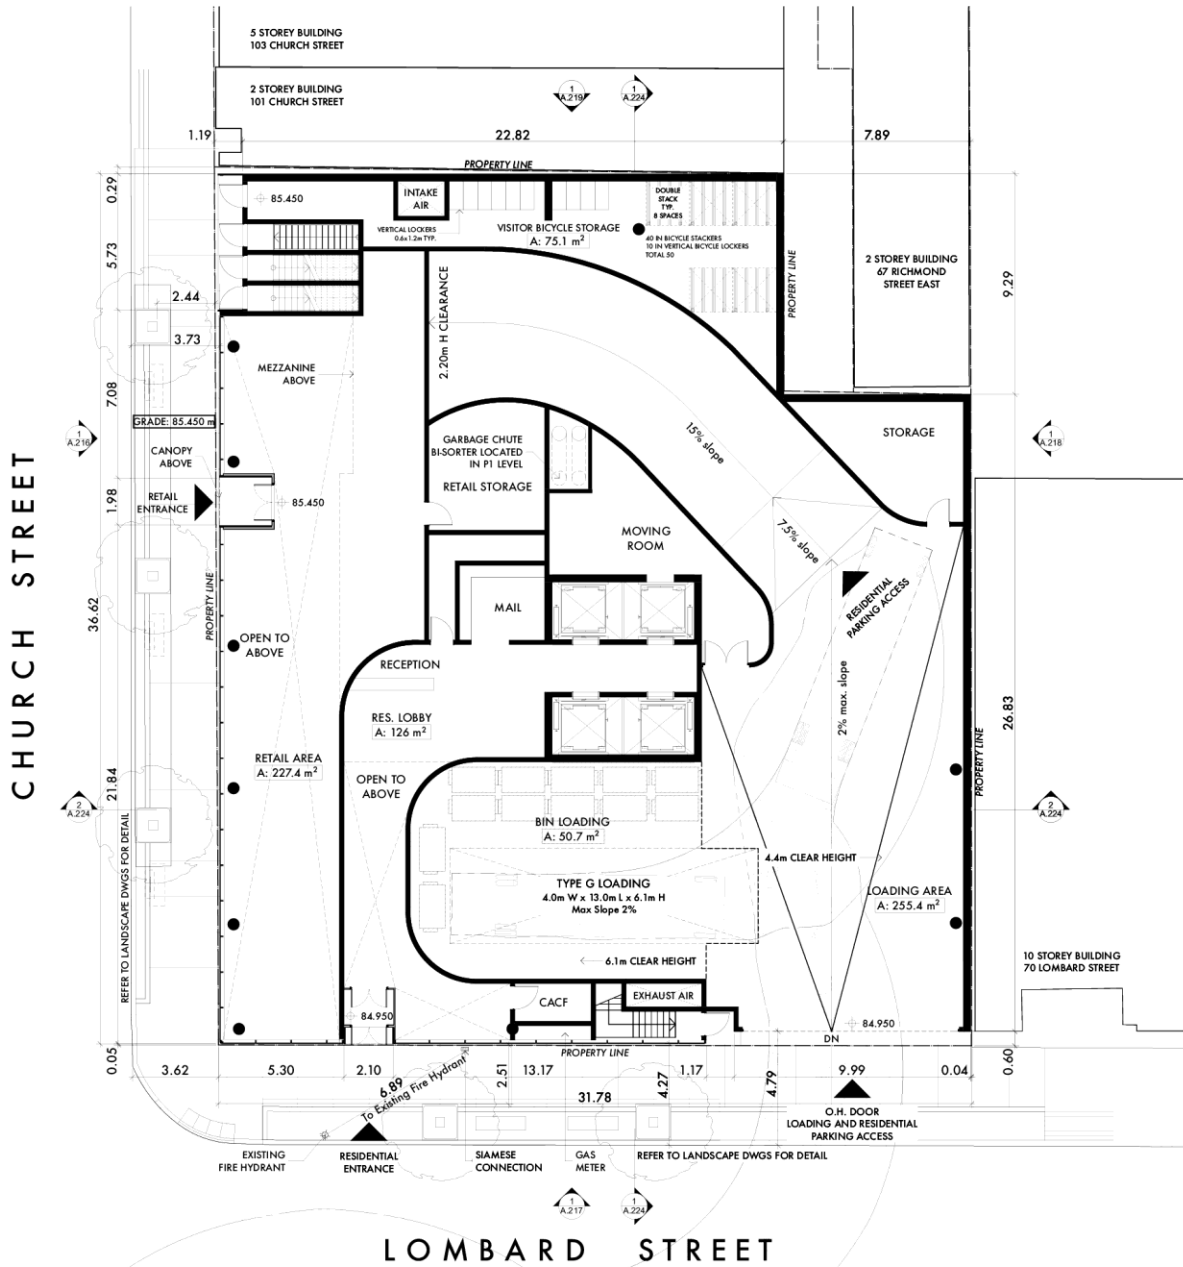 5 STOREY BUILDING
103 CHURCH STREET
2 STOREY BUILDING
101 CHURCH STREET
1
A.219
1
A.224
1.19
22.82
7.89
PROPERTY LINE
0.29
85.450
INTAKE
AIR
DOUBLE
STACK
TYP.
8 SPACES
VERTICAL LOCKERS
0.6x1.2m TYP.
VISITOR BICYCLE STORAGE
A: 75.1 m²
40 IN BICYCLE STACKERS
10 IN VERTICAL BICYCLE LOCKERS
TOTAL 50
5.73
2.44
2.20m H CLEARANCE
PROPERTY LINE
2 STOREY BUILDING
67 RICHMOND
STREET EAST
9.29
3.73
MEZZANINE
ABOVE
7.08
GRADE: 85.450 m
1
A.216
CANOPY
ABOVE
GARBAGE CHUTE
BI-SORTER LOCATED
IN P1 LEVEL
RETAIL STORAGE
15% slope
STORAGE
1
A.218
RETAIL
ENTRANCE
1.98
85.450
MOVING
ROOM
7.5% slope
RESIDENTIAL
PARKING ACCESS
CHURCH STREET
36.62
PROPERTY LINE
MAIL
OPEN TO
ABOVE
RECEPTION
2% max. slope
RES. LOBBY
A: 126 m²
26.83
PROPERTY LINE
RETAIL AREA
A: 227.4 m²
OPEN TO
ABOVE
21.84
2
A.224
BIN LOADING
A: 50.7 m²
2
A.224
4.4m CLEAR HEIGHT
TYPE G LOADING
4.0m W x 13.0m L x 6.1m H
Max Slope 2%
LOADING AREA
A: 255.4 m²
REFER TO LANDSCAPE DWGS FOR DETAIL
6.1m CLEAR HEIGHT
10 STOREY BUILDING
70 LOMBARD STREET
CACF
EXHAUST AIR
84.950
84.950
DN
PROPERTY LINE
0.05
3.62
5.30
2.10
6.89
To Existing Fire Hydrant
2.51
13.17
4.27
1.17
4.79
9.99
0.04
0.60
31.78
O.H. DOOR
LOADING AND RESIDENTIAL
PARKING ACCESS
EXISTING
FIRE HYDRANT
RESIDENTIAL
ENTRANCE
SIAMESE
CONNECTION
GAS
METER
REFER TO LANDSCAPE DWGS FOR DETAIL
1
A.217
1
A.224
LOMBARD STREET